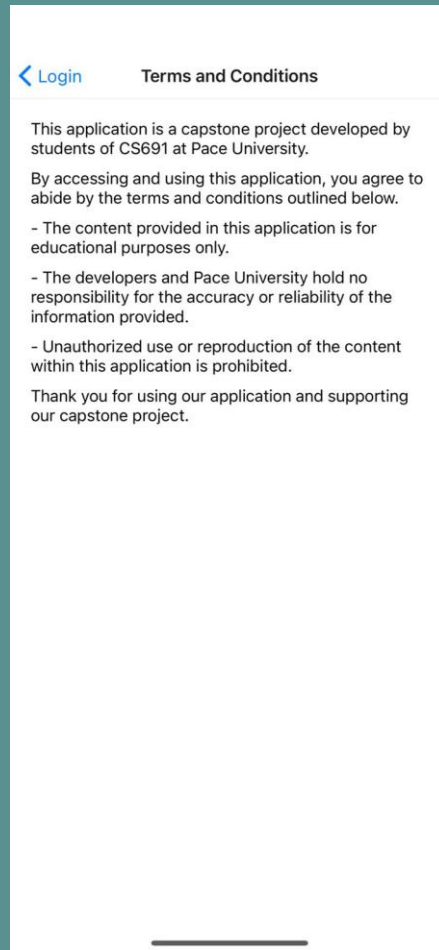 Login
Terms and Conditions
This application is a capstone project developed by
students of CS691 at Pace University.
By accessing and using this application, you agree to
abide by the terms and conditions outlined below.
- The content provided in this application is for
educational purposes only.
- The developers and Pace University hold no
responsibility for the accuracy or reliability of the
information provided.
- Unauthorized use or reproduction of the content
within this application is prohibited.
Thank you for using our application and supporting
our capstone project.